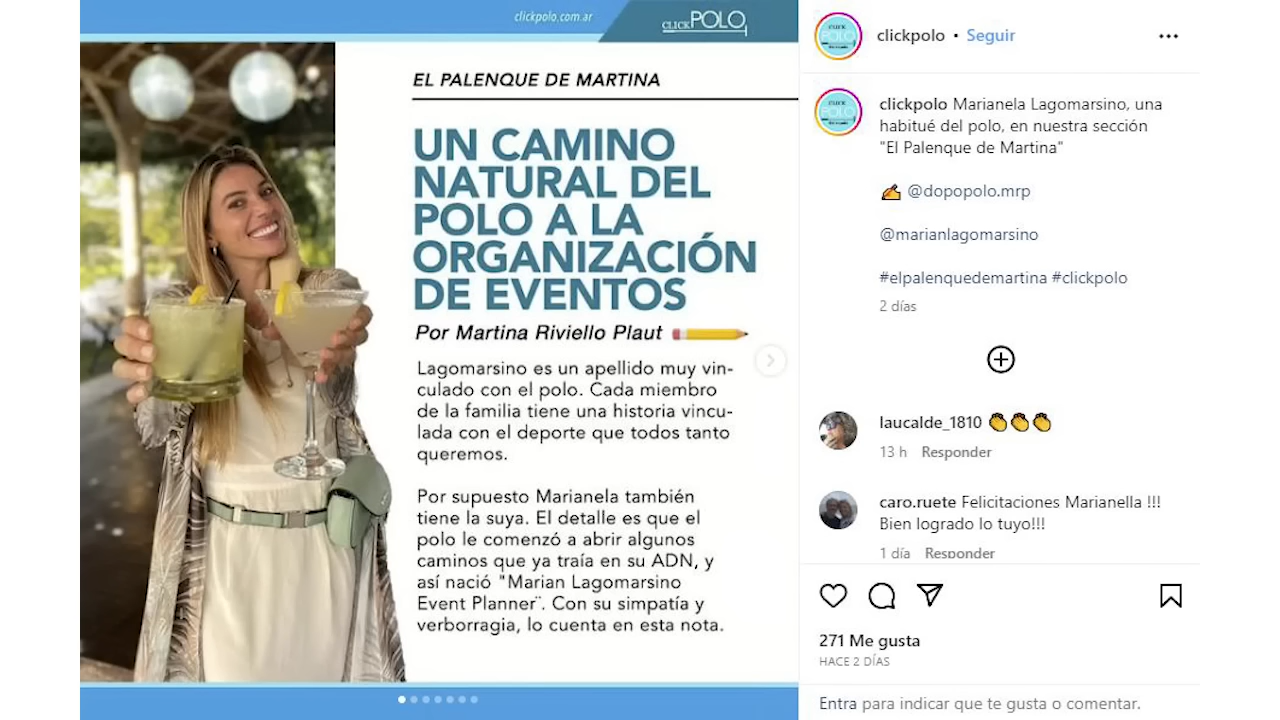 clickpolo.com.ar
CLICK POLO
EL PALENQUE DE MARTINA
UN CAMINO
NATURAL DEL
POLO A LA
ORGANIZACIÓN
DE EVENTOS
Por Martina Riviello Plaut
Lagomarsino es un apellido muy vin-
culado con el polo. Cada miembro
de la familia tiene una historia vincu-
lada con el deporte que todos tanto
queremos.
Por supuesto Marianela también
tiene la suya. El detalle es que el
polo le comenzó a abrir algunos
caminos que ya traía en su ADN, y
así nació "Marian Lagomarsino
Event Planner¨. Con su simpatía y
verborragia, lo cuenta en esta nota.
clickpolo • Seguir
clickpolo Marianela Lagomarsino, una
habitué del polo, en nuestra sección
"El Palenque de Martina"
✍ @dopopolo.mrp
@marianlagomarsino
#elpalenquedemartina #clickpolo
2 días
laucalde_1810 👏👏👏
13 h Responder
caro.ruete Felicitaciones Marianella !!!
Bien logrado lo tuyo!!!
1 día Responder
271 Me gusta
HACE 2 DÍAS
Entra para indicar que te gusta o comentar.